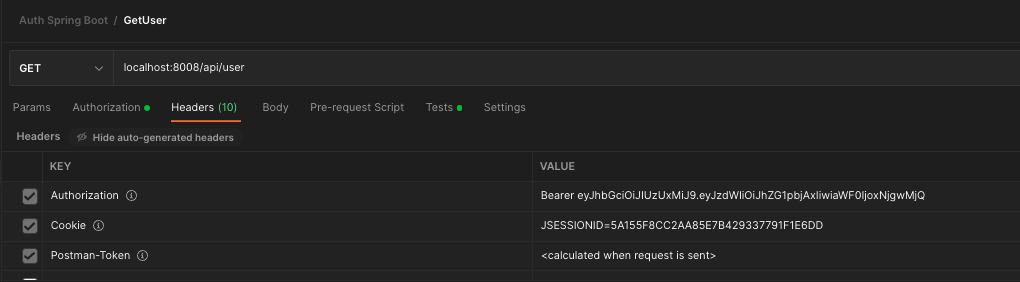 Auth Spring Boot / GetUser
GET localhost:8008/api/user
Params Authorization Headers (10) Body Pre-request Script Tests Settings
Headers Hide auto-generated headers
KEY VALUE
Authorization Bearer eyJhbGciOiJIUzUxMiJ9.eyJzdWIiOiJhZG1pbjAxIiwiaWF0IjoxNjgwMjQ
Cookie JSESSIONID=5A155F8CC2AA85E7B429337791F1E6DD
Postman-Token <calculated when request is sent>